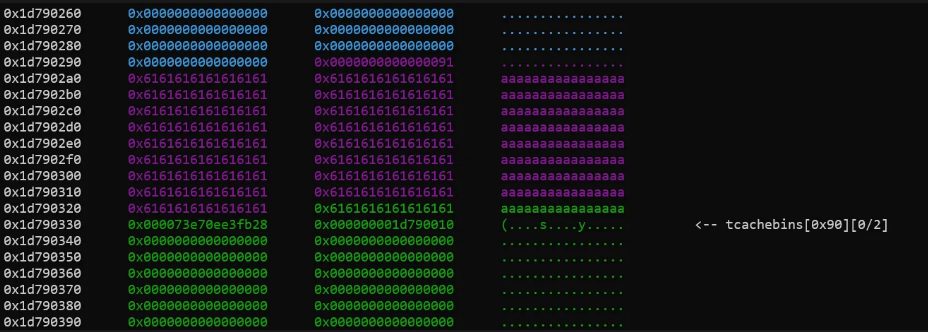 0x1d790260 0x0000000000000000 0x0000000000000000 ................
0x1d790270 0x0000000000000000 0x0000000000000000 ................
0x1d790280 0x0000000000000000 0x0000000000000000 ................
0x1d790290 0x0000000000000000 0x0000000000000091 ................
0x1d7902a0 0x6161616161616161 0x6161616161616161 aaaaaaaaaaaaaaaa
0x1d7902b0 0x6161616161616161 0x6161616161616161 aaaaaaaaaaaaaaaa
0x1d7902c0 0x6161616161616161 0x6161616161616161 aaaaaaaaaaaaaaaa
0x1d7902d0 0x6161616161616161 0x6161616161616161 aaaaaaaaaaaaaaaa
0x1d7902e0 0x6161616161616161 0x6161616161616161 aaaaaaaaaaaaaaaa
0x1d7902f0 0x6161616161616161 0x6161616161616161 aaaaaaaaaaaaaaaa
0x1d790300 0x6161616161616161 0x6161616161616161 aaaaaaaaaaaaaaaa
0x1d790310 0x6161616161616161 0x6161616161616161 aaaaaaaaaaaaaaaa
0x1d790320 0x6161616161616161 0x6161616161616161 aaaaaaaaaaaaaaaa
0x1d790330 0x000073e70ee3fb28 0x000000001d790010 (....s....y..... <-- tcachebins[0x90][0/2]
0x1d790340 0x0000000000000000 0x0000000000000000 ................
0x1d790350 0x0000000000000000 0x0000000000000000 ................
0x1d790360 0x0000000000000000 0x0000000000000000 ................
0x1d790370 0x0000000000000000 0x0000000000000000 ................
0x1d790380 0x0000000000000000 0x0000000000000000 ................
0x1d790390 0x0000000000000000 0x0000000000000000 ................